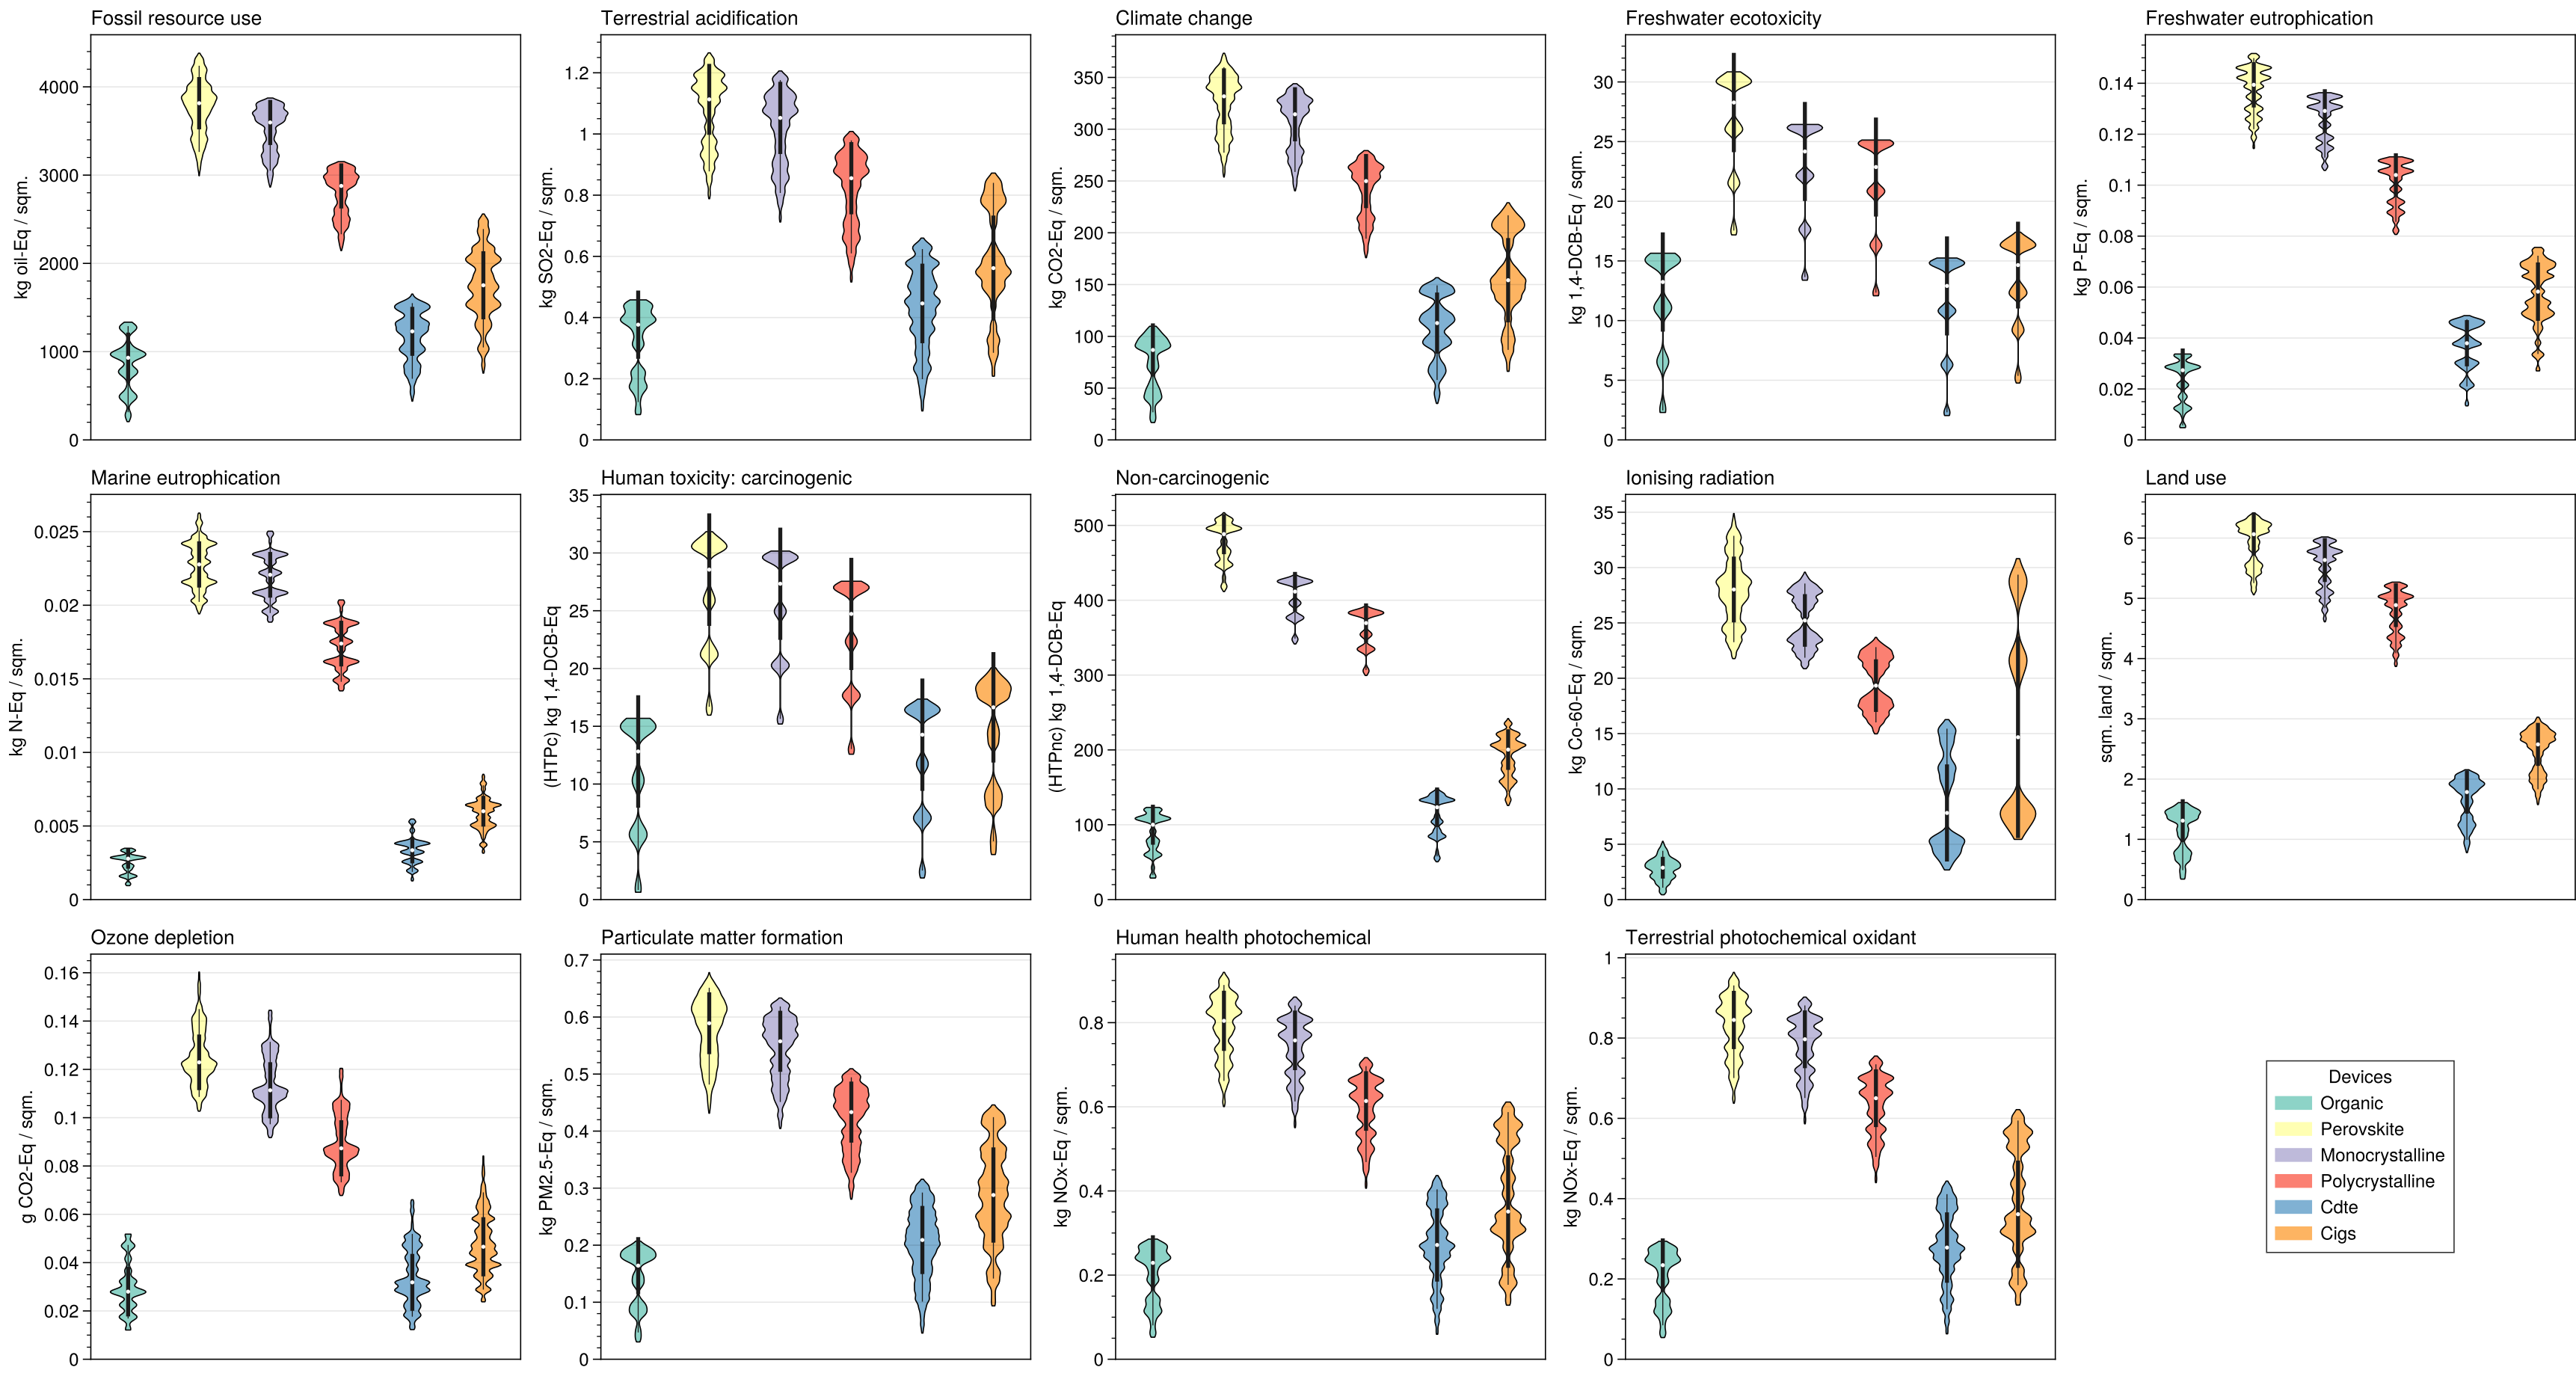 Fossil resource use
kg oil-Eq / sqm.
4000
3000
2000
1000
0
Terrestrial acidification
kg SO2-Eq / sqm.
1.2
1
0.8
0.6
0.4
0.2
0
Climate change
kg CO2-Eq / sqm.
350
300
250
200
150
100
50
0
Freshwater ecotoxicity
kg 1,4-DCB-Eq / sqm.
30
25
20
15
10
5
0
Freshwater eutrophication
kg P-Eq / sqm.
0.14
0.12
0.1
0.08
0.06
0.04
0.02
0
Marine eutrophication
kg N-Eq / sqm.
0.025
0.02
0.015
0.01
0.005
0
Human toxicity: carcinogenic
(HTPc) kg 1,4-DCB-Eq
35
30
25
20
15
10
5
0
Non-carcinogenic
(HTPnc) kg 1,4-DCB-Eq
500
400
300
200
100
0
Ionising radiation
kg Co-60-Eq / sqm.
35
30
25
20
15
10
5
0
Land use
sqm. land / sqm.
6
5
4
3
2
1
0
Ozone depletion
g CO2-Eq / sqm.
0.16
0.14
0.12
0.1
0.08
0.06
0.04
0.02
0
Particulate matter formation
kg PM2.5-Eq / sqm.
0.7
0.6
0.5
0.4
0.3
0.2
0.1
0
Human health photochemical
kg NOx-Eq / sqm.
0.8
0.6
0.4
0.2
0
Terrestrial photochemical oxidant
kg NOx-Eq / sqm.
1
0.8
0.6
0.4
0.2
0
Devices
Organic
Perovskite
Monocrystalline
Polycrystalline
Cdte
Cigs